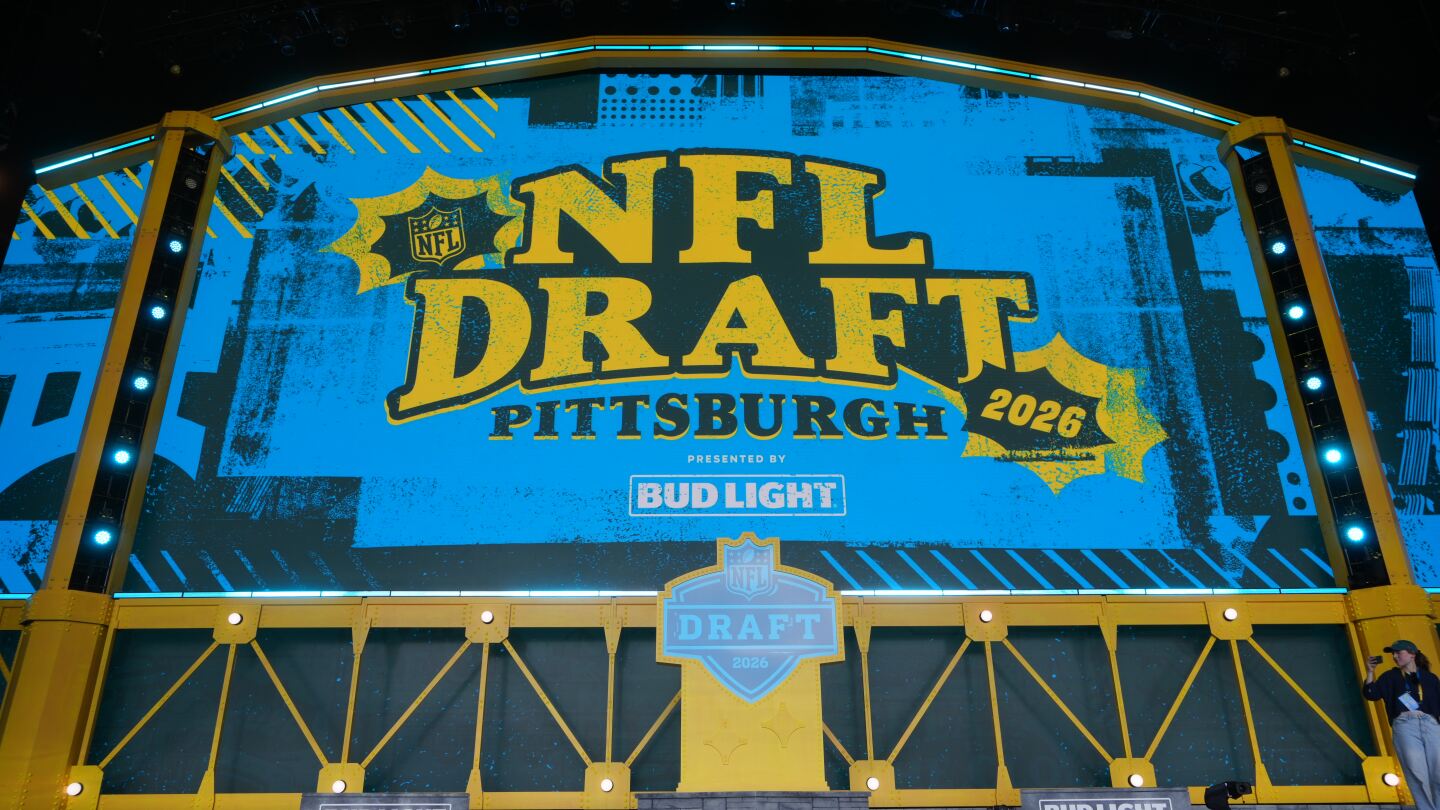 NFL
NFL
DRAFT
PITTSBURGH
2026
PRESENTED BY
BUD LIGHT
NFL
DRAFT
2026
BUD LIGHT